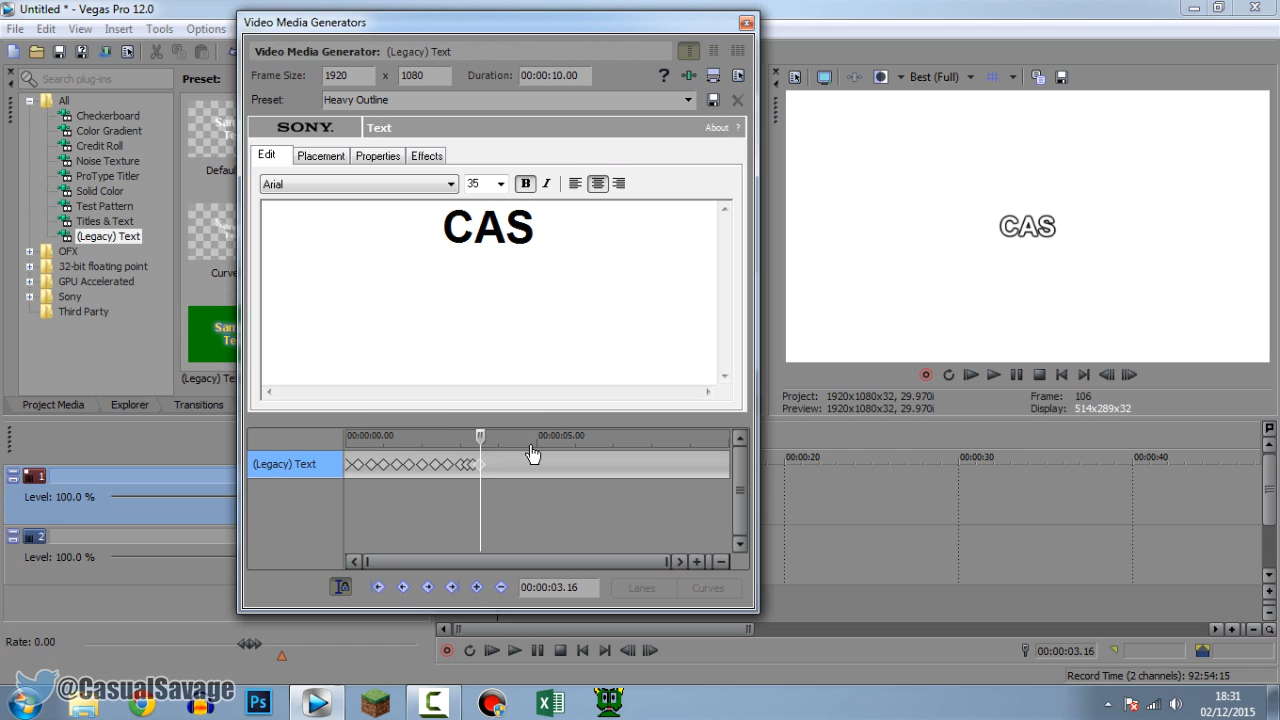 Untitled * - Vegas Pro 12.0
File Edit View Insert Tools Options
Search plug-ins
Preset:
All
Checkerboard
Color Gradient
Credit Roll
Noise Texture
ProType Titler
Solid Color
Test Pattern
Titles & Text
(Legacy) Text
OFX
32-bit floating point
GPU Accelerated
Sony
Third Party
Defau
Curve
Sam
Te
(Legacy) Te
Project Media Explorer Transitions
Video Media Generators
Video Media Generator: (Legacy) Text
Frame Size: 1920 x 1080 Duration: 00:00:10.00
Preset: Heavy Outline
SONY. Text About ?
Edit Placement Properties Effects
Arial 35 B I
CAS
00:00:00.00 00:00:05.00
(Legacy) Text
00:00:03.16 Lanes Curves
Best (Full)
CAS
Project: 1920x1080x32, 29.970i Frame: 106
Preview: 1920x1080x32, 29.970i Display: 514x289x32
00:00:20 00:00:30 00:00:40
1
Level: 100.0 %
2
Level: 100.0 %
Rate: 0.00
00:00:03.16
Record Time (2 channels): 92:54:15
@CasualSavage
Ps
18:31
02/12/2015